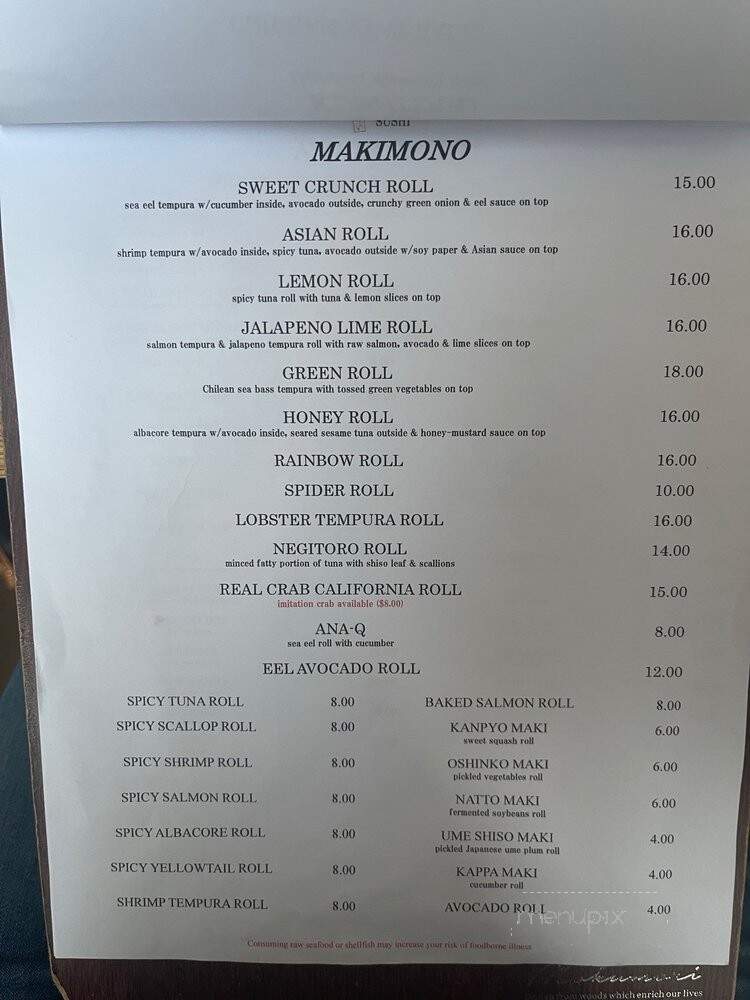 Sushi
MAKIMONO
SWEET CRUNCH ROLL 15.00
sea eel tempura w/cucumber inside, avocado outside, crunchy green onion & eel sauce on top
ASIAN ROLL 16.00
shrimp tempura w/avocado inside, spicy tuna, avocado outside w/soy paper & Asian sauce on top
LEMON ROLL 16.00
spicy tuna roll with tuna & lemon slices on top
JALAPENO LIME ROLL 16.00
salmon tempura & jalapeno tempura roll with raw salmon, avocado & lime slices on top
GREEN ROLL 18.00
Chilean sea bass tempura with tossed green vegetables on top
HONEY ROLL 16.00
albacore tempura w/avocado inside, seared sesame tuna outside & honey-mustard sauce on top
RAINBOW ROLL 16.00
SPIDER ROLL 10.00
LOBSTER TEMPURA ROLL 16.00
NEGITORO ROLL 14.00
minced fatty portion of tuna with shiso leaf & scallions
REAL CRAB CALIFORNIA ROLL 15.00
imitation crab available ($8.00)
ANA-Q 8.00
sea eel roll with cucumber
EEL AVOCADO ROLL 12.00
SPICY TUNA ROLL 8.00 BAKED SALMON ROLL 8.00
SPICY SCALLOP ROLL 8.00 KANPYO MAKI 6.00
sweet squash roll
SPICY SHRIMP ROLL 8.00 OSHINKO MAKI 6.00
pickled vegetables roll
SPICY SALMON ROLL 8.00 NATTO MAKI 6.00
fermented soybeans roll
SPICY ALBACORE ROLL 8.00 UME SHISO MAKI 4.00
pickled Japanese ume plum roll
SPICY YELLOWTAIL ROLL 8.00 KAPPA MAKI 4.00
cucumber roll
SHRIMP TEMPURA ROLL 8.00 AVOCADO ROLL 4.00
menupix
Consuming raw seafood or shellfish may increase your risk of foodborne illness
woods which enrich our lives